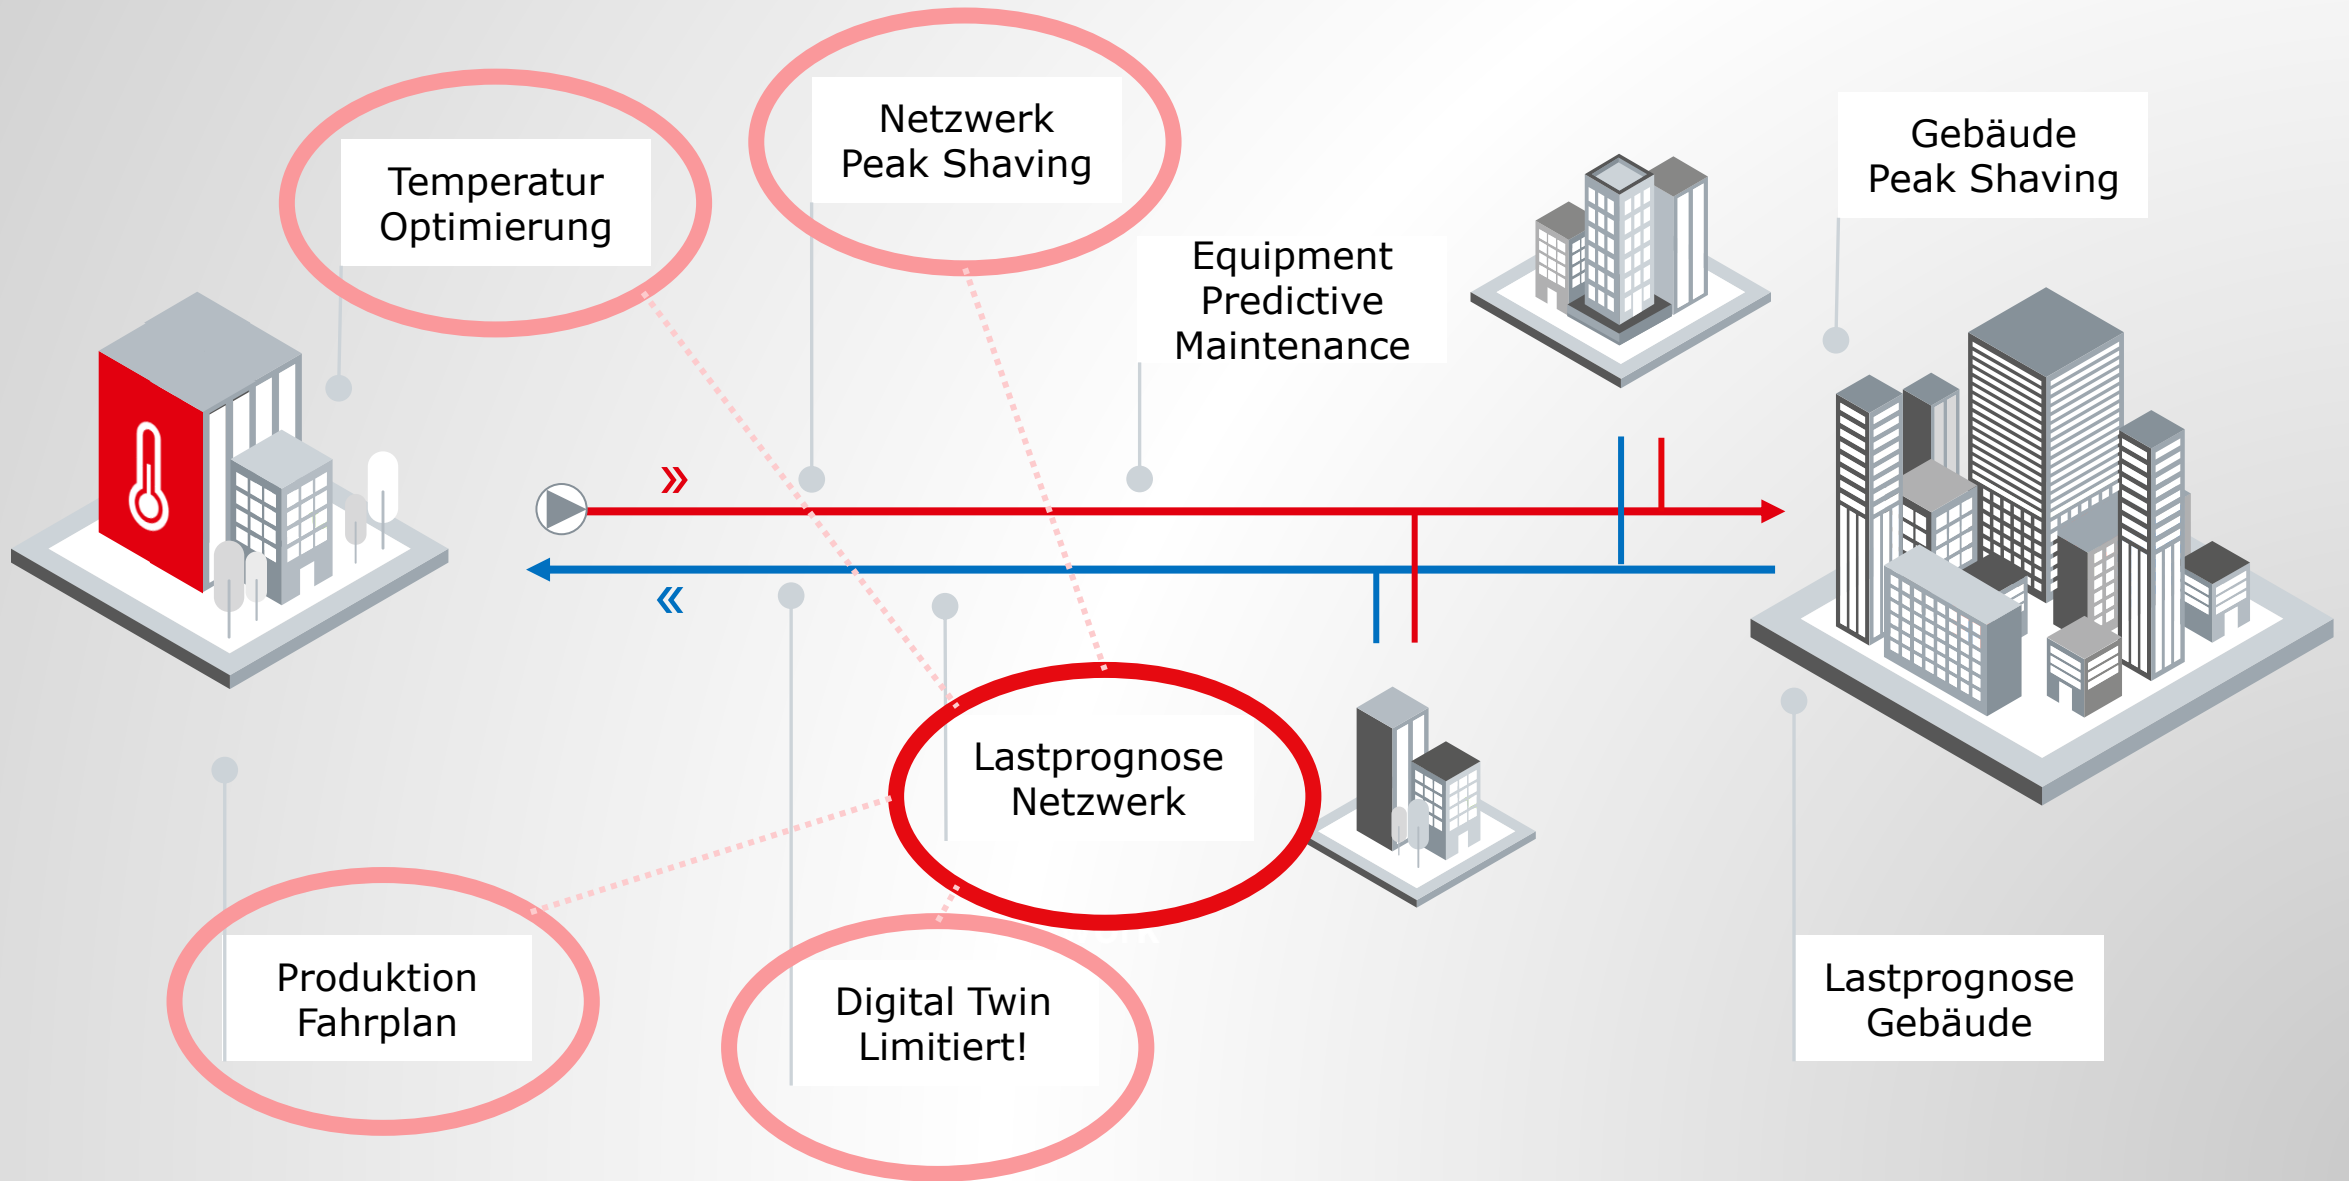 Netzwerk
Peak Shaving
Gebäude
Peak Shaving
Temperatur
Optimierung
Equipment
Predictive
Maintenance
Lastprognose
Netzwerk
Produktion
Fahrplan
Digital Twin
Limitiert!
Lastprognose
Gebäude